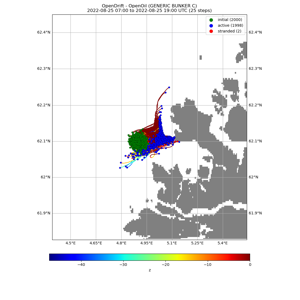 OpenDrift - OpenOil (GENERIC BUNKER C)
2022-08-25 07:00 to 2022-08-25 19:00 UTC (25 steps)
initial (2000)
active (1998)
stranded (2)
62.4°N
62.3°N
62.2°N
62.1°N
62°N
61.9°N
62.4°N
62.3°N
62.2°N
62.1°N
62°N
61.9°N
4.5°E
4.65°E
4.8°E
4.95°E
5.1°E
5.25°E
5.4°E
−40
−30
−20
−10
0
z